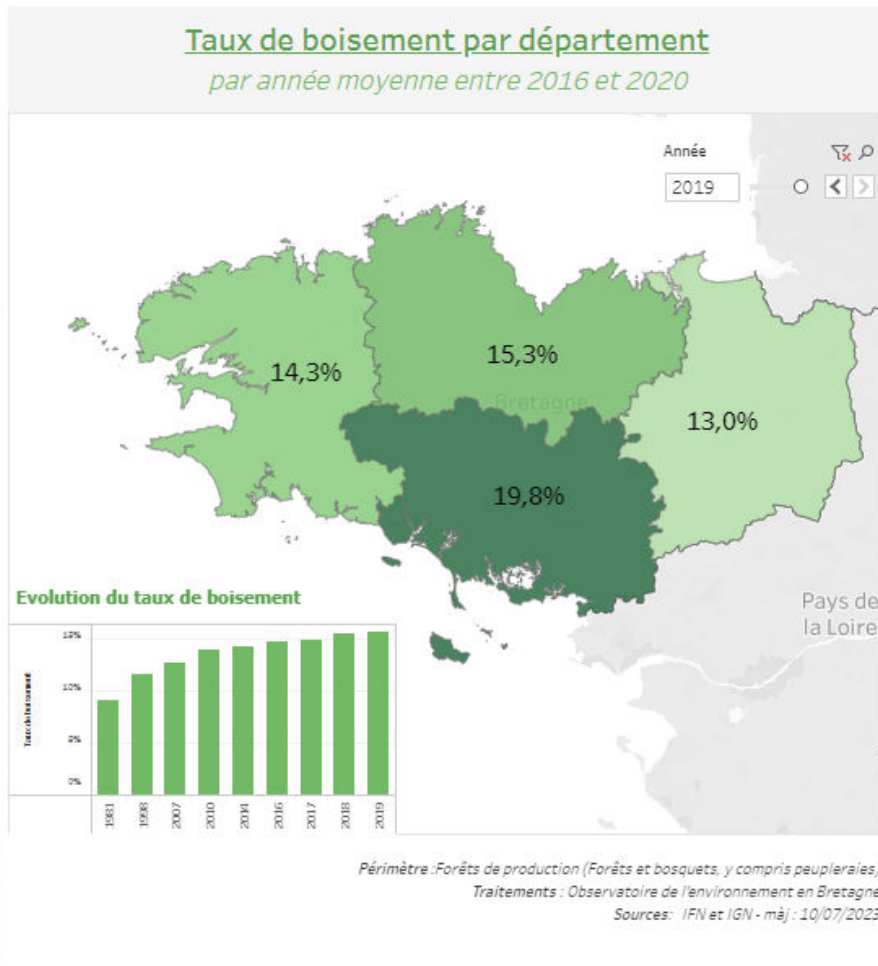 Taux de boisement par département
par année moyenne entre 2016 et 2020
Année
2019
14,3%
15,3%
Bretagne
13,0%
19,8%
Pays de
la Loire
Evolution du taux de boisement
Taux de boisement
15%
10%
5%
0%
1981
1998
2007
2010
2014
2016
2017
2018
2019
Périmètre :Forêts de production (Forêts et bosquets, y compris peupleraies)
Traitements : Observatoire de l'environnement en Bretagne
Sources: IFN et IGN - màj : 10/07/2023